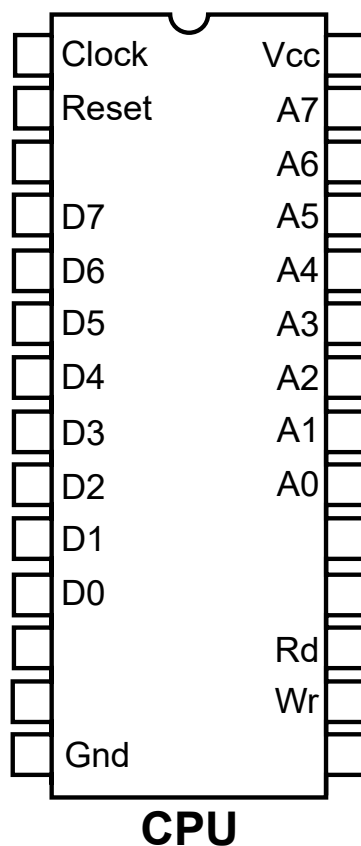 Clock Vcc
Reset A7
A6
D7 A5
D6 A4
D5 A3
D4 A2
D3 A1
D2 A0
D1
D0
Rd
Wr
Gnd
CPU